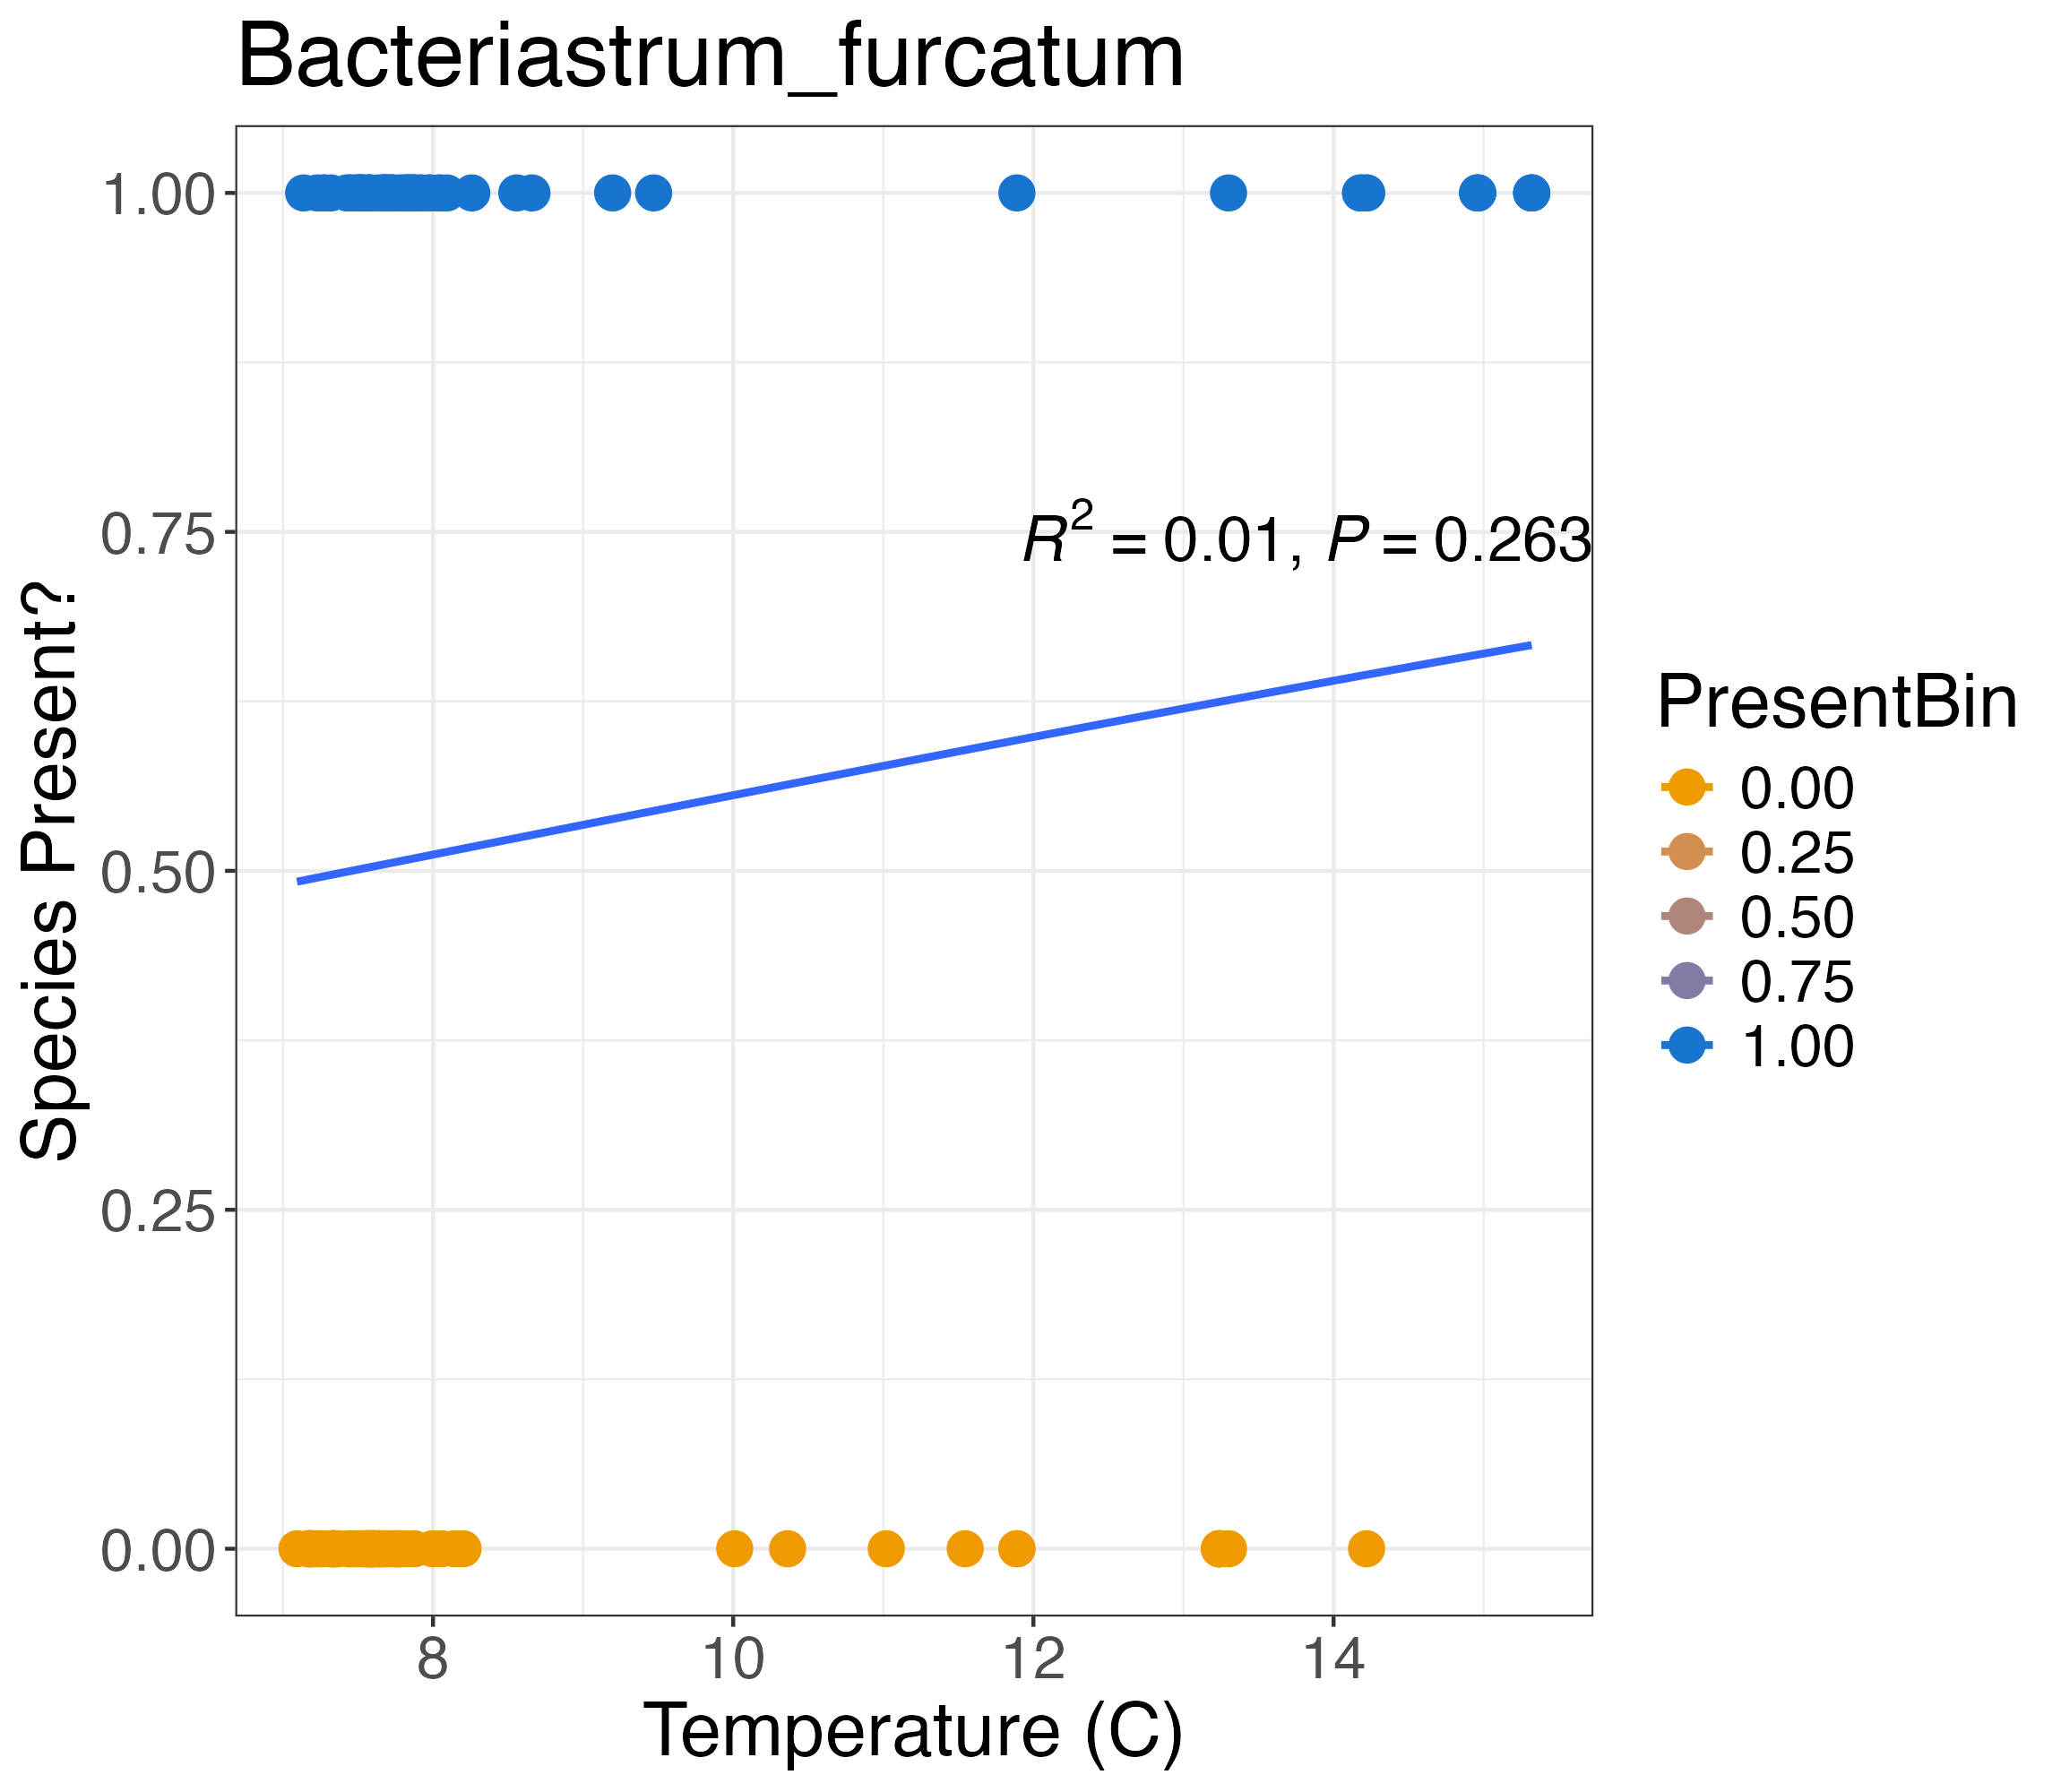 Bacteriastrum_furcatum
1.00
0.75
0.50
0.25
0.00
Species Present?
R² = 0.01, P = 0.263
8 10 12 14
Temperature (C)
PresentBin
0.00
0.25
0.50
0.75
1.00